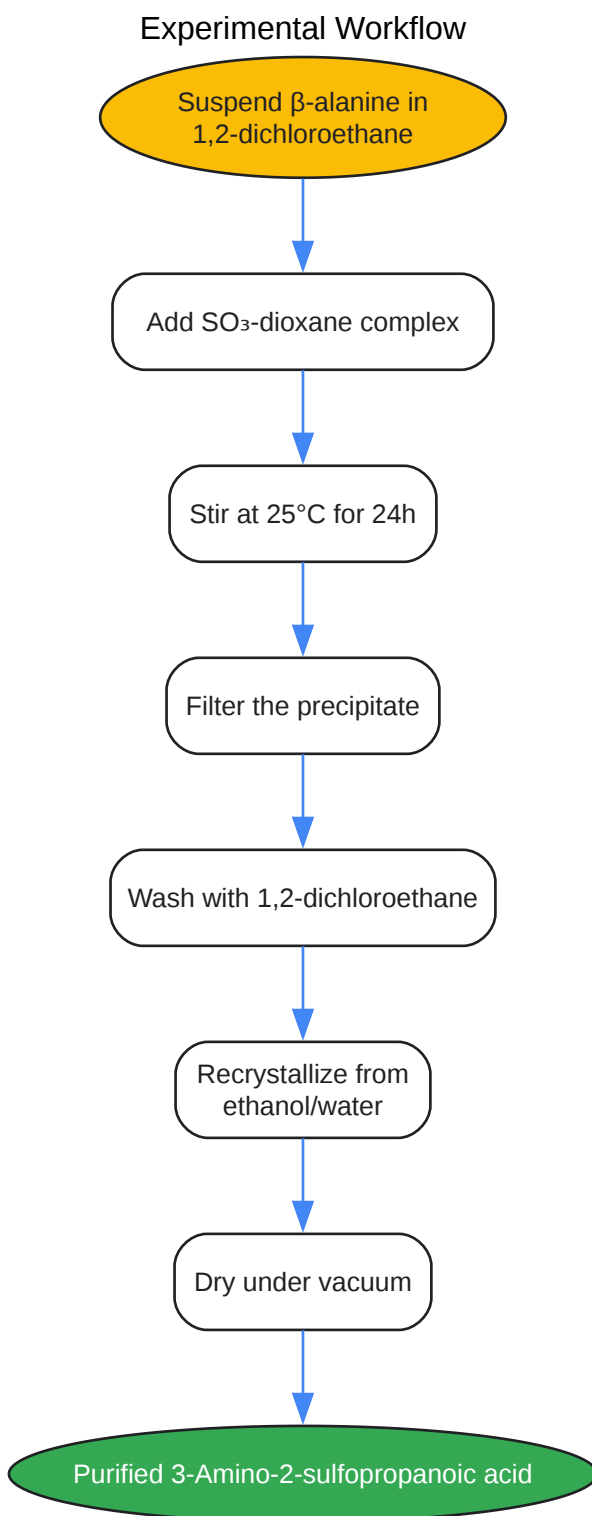 Experimental Workflow
Suspend β-alanine in
1,2-dichloroethane
Add SO₃-dioxane complex
Stir at 25°C for 24h
Filter the precipitate
Wash with 1,2-dichloroethane
Recrystallize from
ethanol/water
Dry under vacuum
Purified 3-Amino-2-sulfopropanoic acid